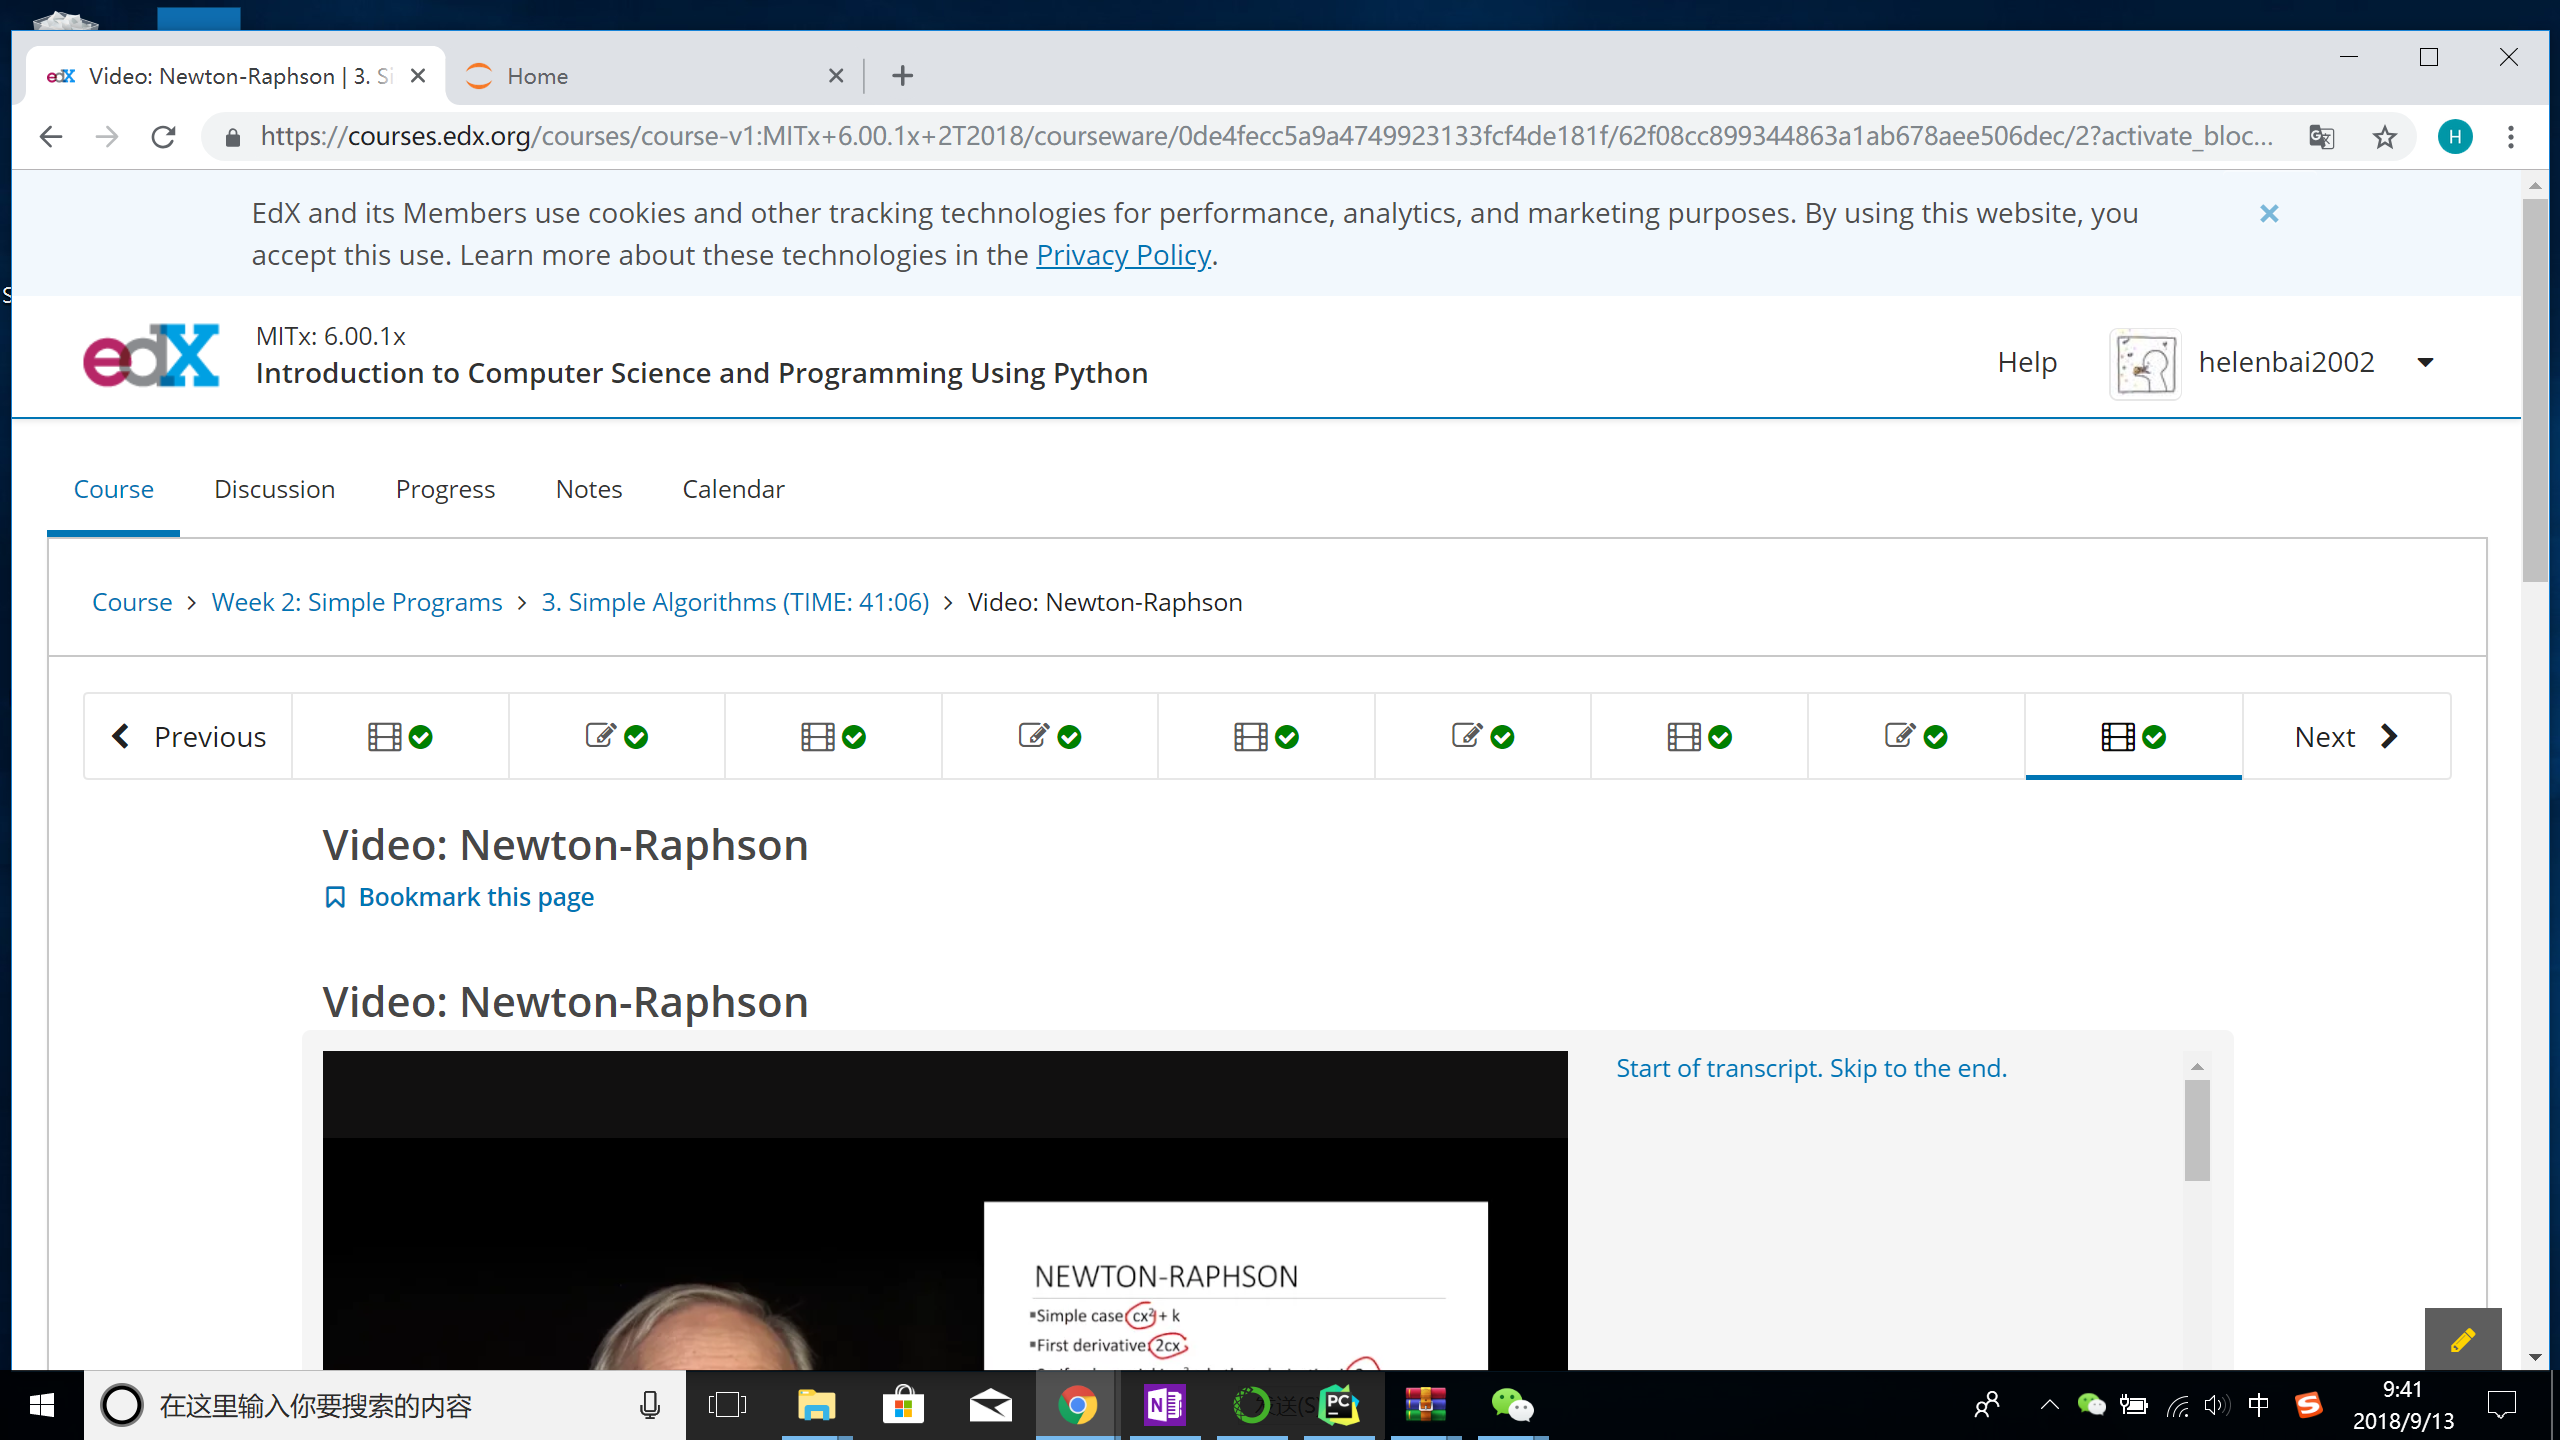 edX Video: Newton-Raphson | 3. Si
Home
https://courses.edx.org/courses/course-v1:MITx+6.00.1x+2T2018/courseware/0de4fecc5a9a4749923133fcf4de181f/62f08cc899344863a1ab678aee506dec/2?activate_bloc...
H
EdX and its Members use cookies and other tracking technologies for performance, analytics, and marketing purposes. By using this website, you
accept this use. Learn more about these technologies in the Privacy Policy.
edX
MITx: 6.00.1x
Introduction to Computer Science and Programming Using Python
Help
helenbai2002
Course Discussion Progress Notes Calendar
Course > Week 2: Simple Programs > 3. Simple Algorithms (TIME: 41:06) > Video: Newton-Raphson
Previous
Next
Video: Newton-Raphson
Bookmark this page
Video: Newton-Raphson
Start of transcript. Skip to the end.
NEWTON-RAPHSON
▪Simple case: cx² + k
▪First derivative: 2cx
在这里输入你要搜索的内容
N
PC
中
S
9:41
2018/9/13